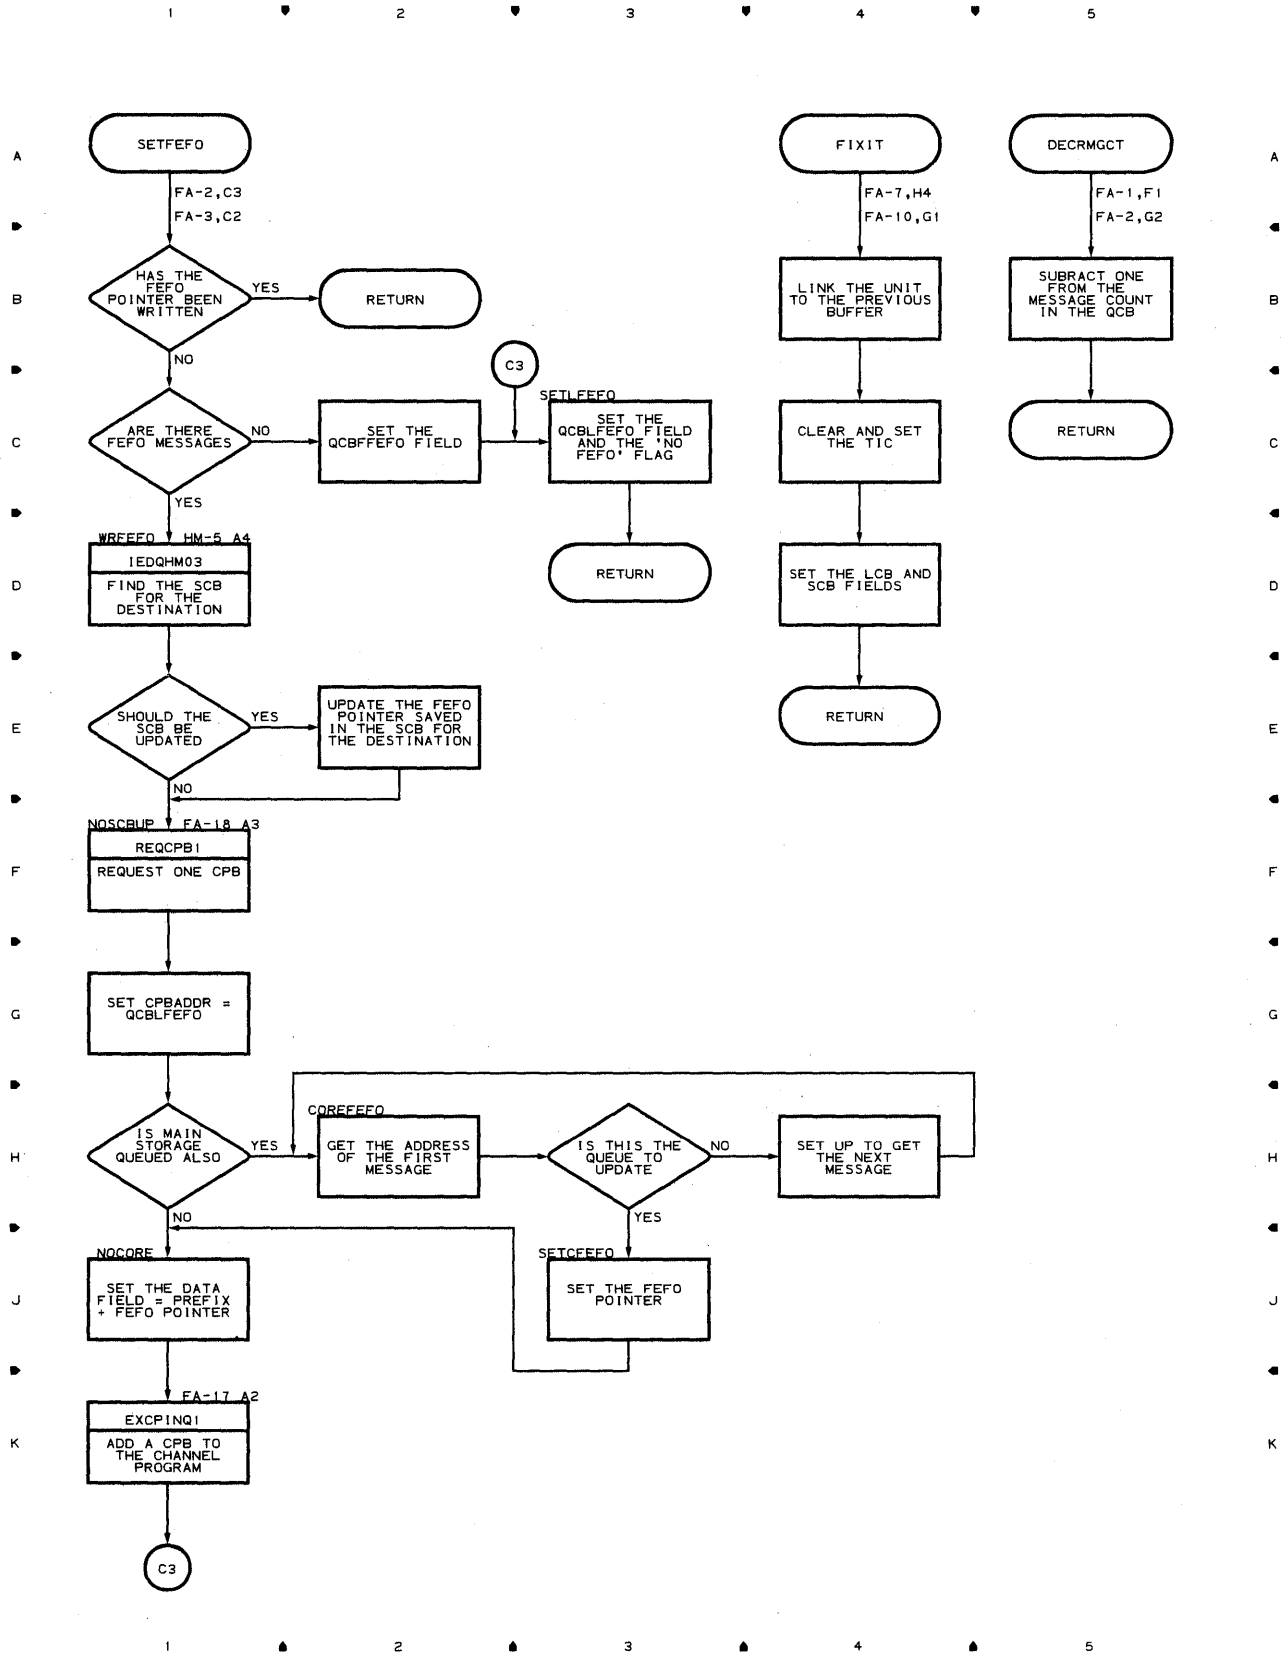 1 2 3 4 5
A A
SETFEFO
FA-2,C3
FA-3,C2
FIXIT
FA-7,H4
FA-10,G1
DECRMGCT
FA-1,F1
FA-2,G2
B B
HAS THE
FEFO
POINTER BEEN
WRITTEN
YES
RETURN
NO
LINK THE UNIT
TO THE PREVIOUS
BUFFER
SUBRACT ONE
FROM THE
MESSAGE COUNT
IN THE QCB
C3
C C
ARE THERE
FEFO MESSAGES
NO
SET THE
QCBFFEFO FIELD
SETLFEFO
SET THE
QCBLFEFO FIELD
AND THE 'NO
FEFO' FLAG
CLEAR AND SET
THE TIC
RETURN
YES
D D
WRFEFO HM-5 A4
IEDQHM03
FIND THE SCB
FOR THE
DESTINATION
RETURN
SET THE LCB AND
SCB FIELDS
E E
SHOULD THE
SCB BE
UPDATED
YES
UPDATE THE FEFO
POINTER SAVED
IN THE SCB FOR
THE DESTINATION
RETURN
NO
F F
NOSCBUP FA-18 A3
REQCPB1
REQUEST ONE CPB
G G
SET CPBADDR =
QCBLFEFO
H H
IS MAIN
STORAGE
QUEUED ALSO
YES
COREFEFO
GET THE ADDRESS
OF THE FIRST
MESSAGE
IS THIS THE
QUEUE TO
UPDATE
NO
SET UP TO GET
THE NEXT
MESSAGE
NO
YES
J J
NOCORE
SET THE DATA
FIELD = PREFIX
+ FEFO POINTER
SETCFEFO
SET THE FEFO
POINTER
K K
FA-17 A2
EXCPINQ1
ADD A CPB TO
THE CHANNEL
PROGRAM
C3
1 2 3 4 5